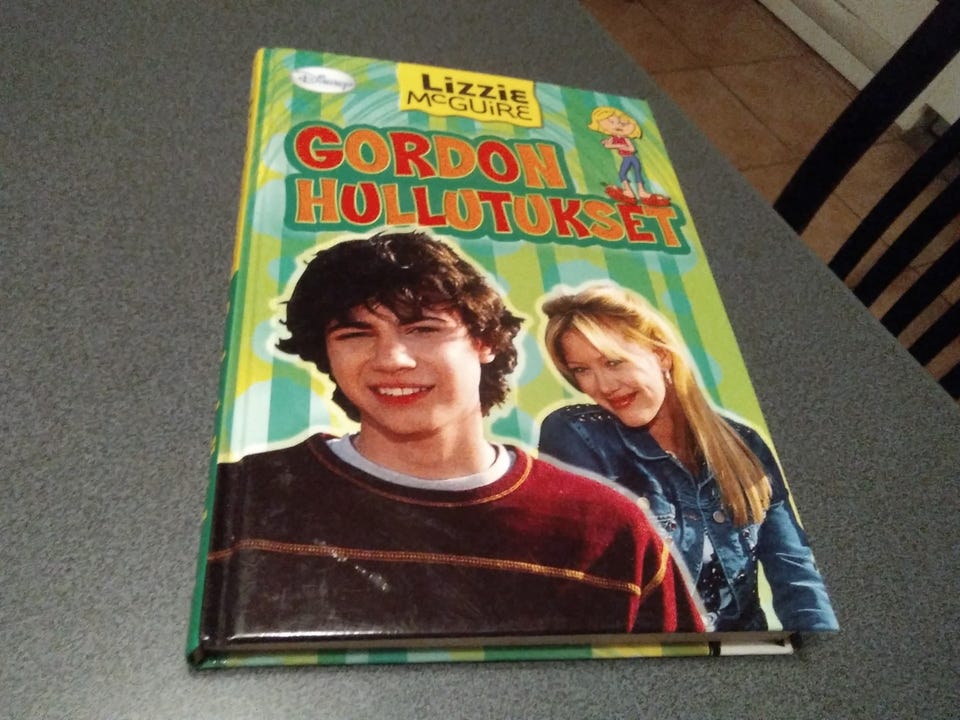 Disney
LizziE
McGUiRE
GORDON
HULLUTUKSET